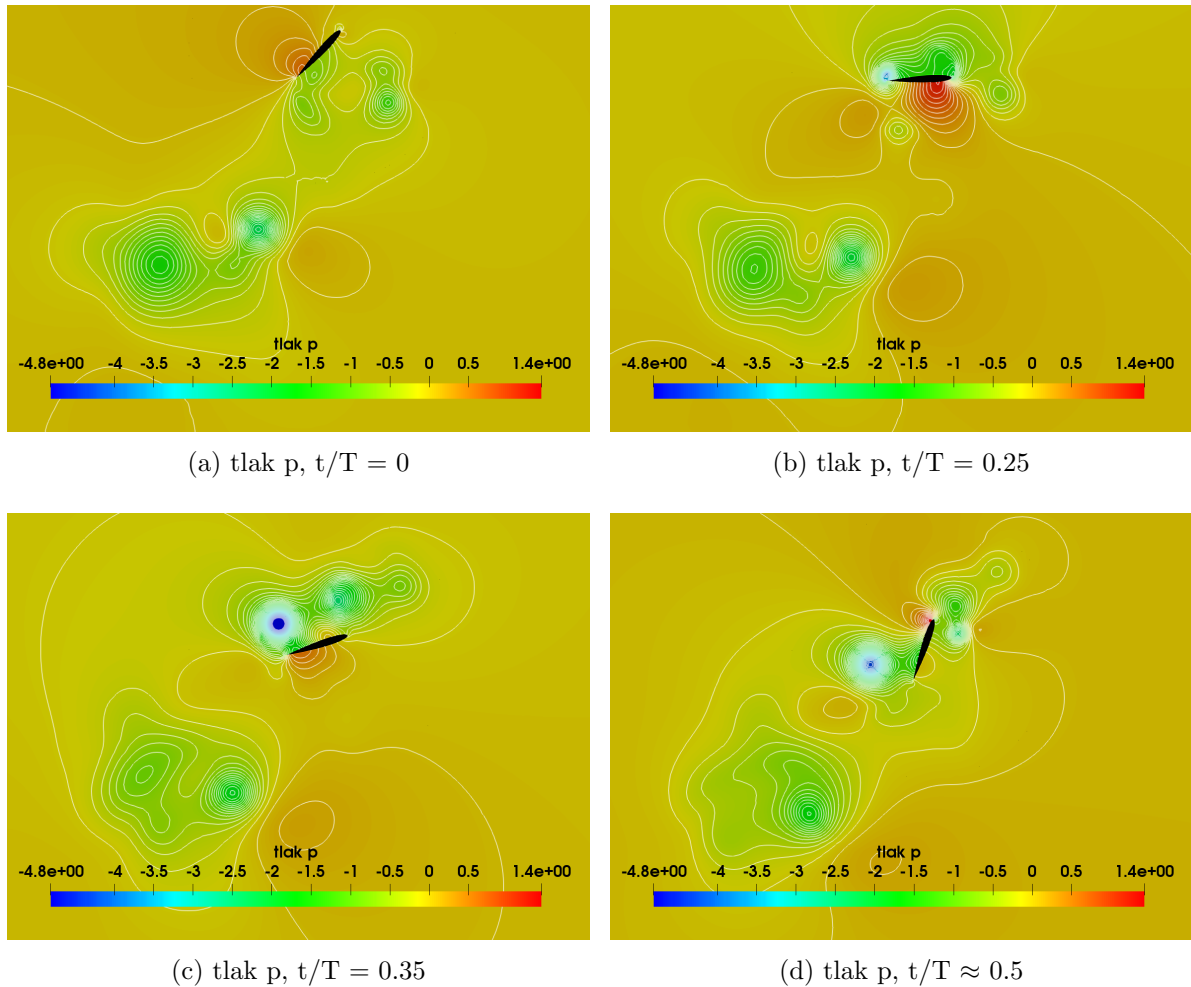 tlak p
-4.8e+00 -4 -3.5 -3 -2.5 -2 -1.5 -1 -0.5 0 0.5 1.4e+00
(a) tlak p, t/T = 0
tlak p
-4.8e+00 -4 -3.5 -3 -2.5 -2 -1.5 -1 -0.5 0 0.5 1.4e+00
(b) tlak p, t/T = 0.25
tlak p
-4.8e+00 -4 -3.5 -3 -2.5 -2 -1.5 -1 -0.5 0 0.5 1.4e+00
(c) tlak p, t/T = 0.35
tlak p
-4.8e+00 -4 -3.5 -3 -2.5 -2 -1.5 -1 -0.5 0 0.5 1.4e+00
(d) tlak p, t/T ≈ 0.5